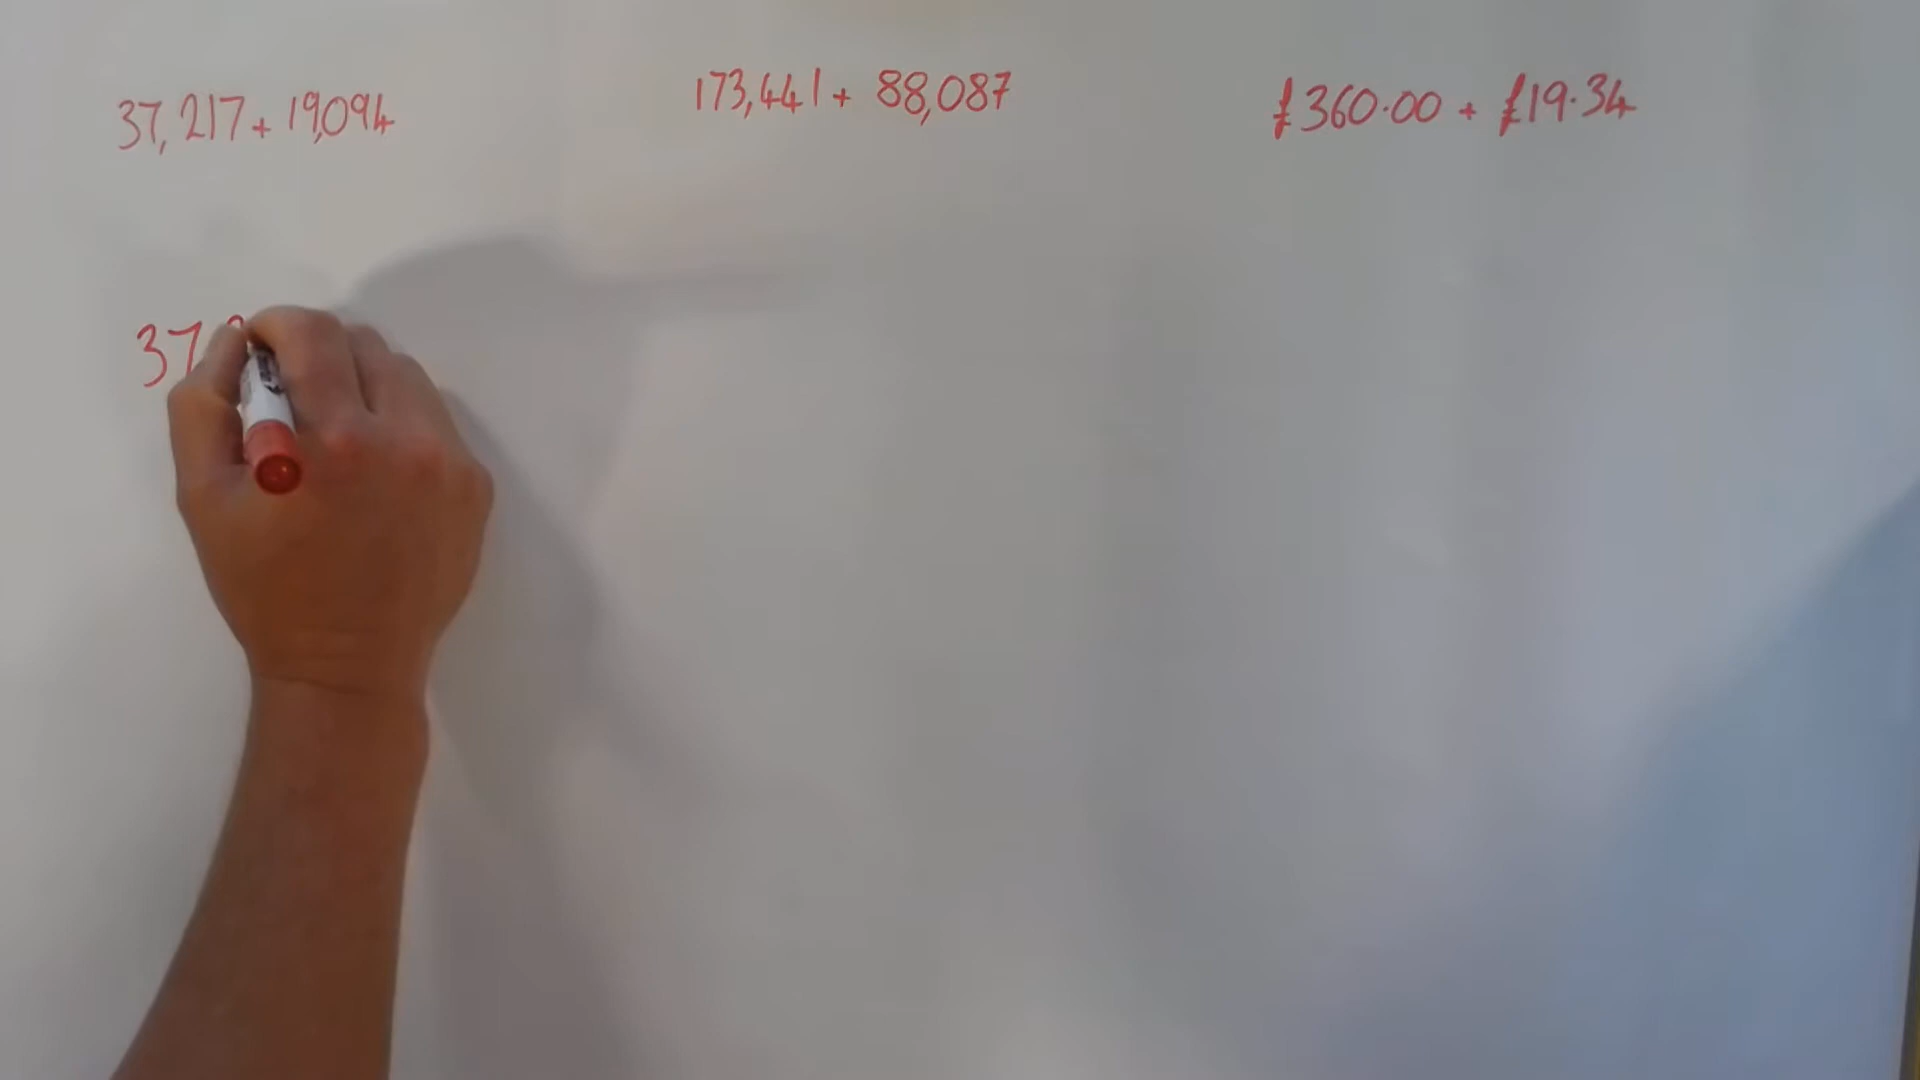 37,217 + 19,094
173,441 + 88,087
£360.00 + £19.34
37